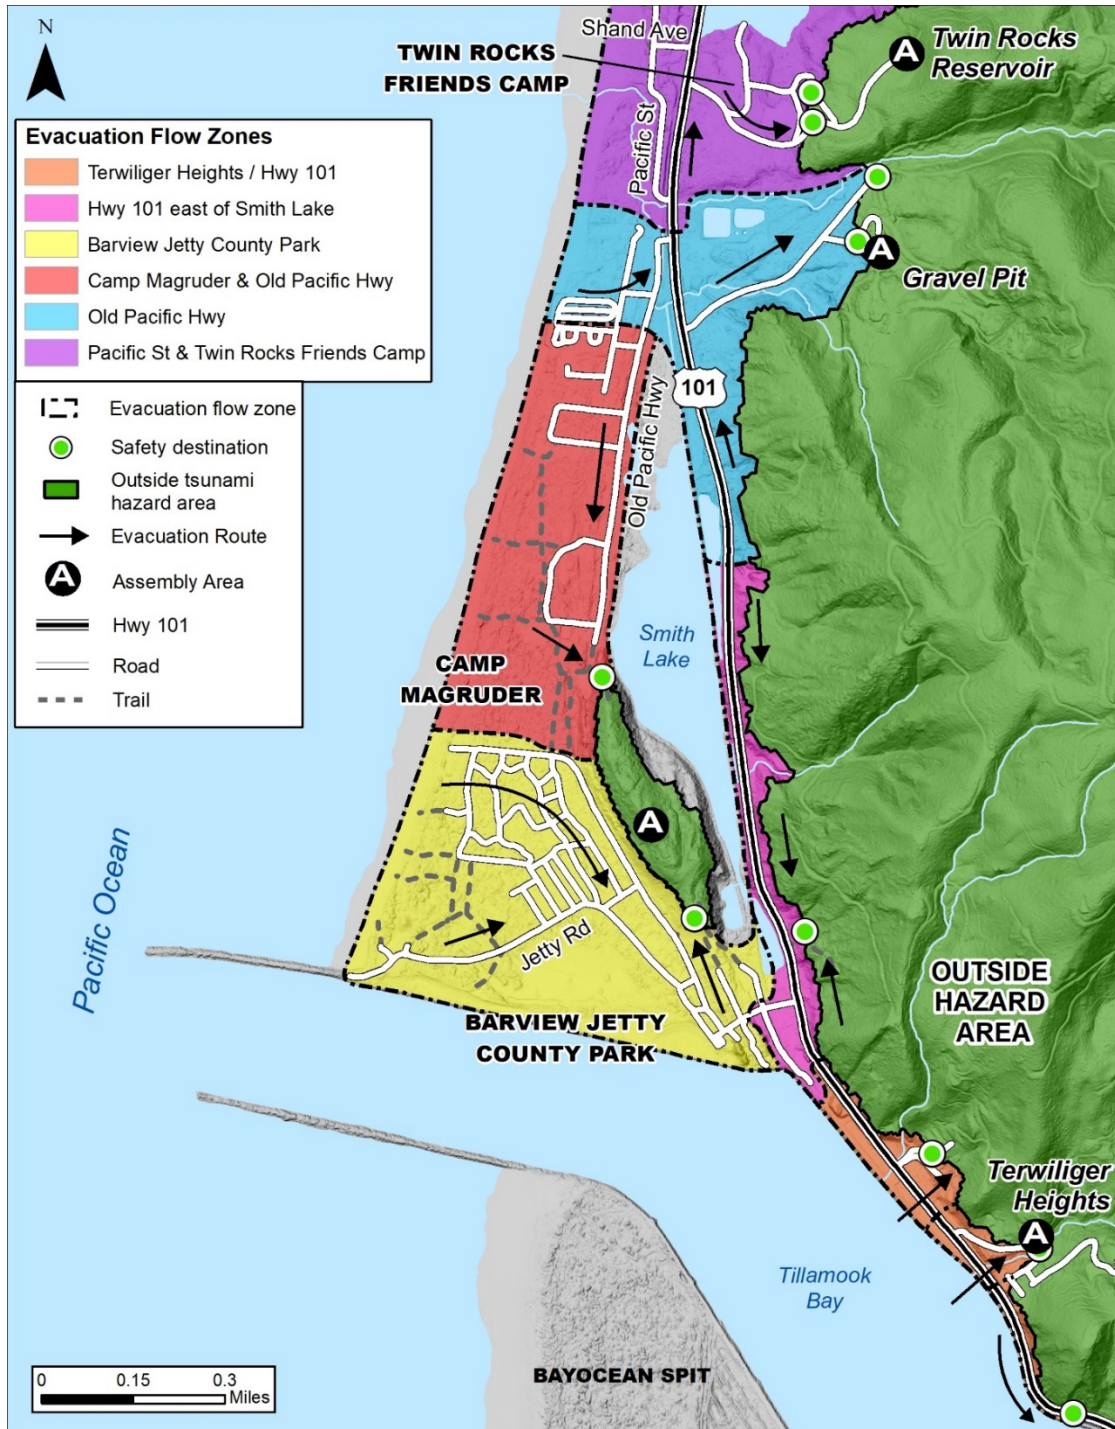 N
Shand Ave
TWIN ROCKS
FRIENDS CAMP
A
Twin Rocks
Reservoir
Evacuation Flow Zones
Terwiliger Heights / Hwy 101
Hwy 101 east of Smith Lake
Barview Jetty County Park
Camp Magruder & Old Pacific Hwy
Old Pacific Hwy
Pacific St & Twin Rocks Friends Camp
Evacuation flow zone
Safety destination
Outside tsunami
hazard area
Evacuation Route
A
Assembly Area
Hwy 101
Road
Trail
Pacific St
A
Gravel Pit
101
Old Pacific Hwy
Smith
Lake
CAMP
MAGRUDER
A
Pacific Ocean
Jetty Rd
OUTSIDE
HAZARD
AREA
BARVIEW JETTY
COUNTY PARK
Terwiliger
Heights
A
Tillamook
Bay
BAYOCEAN SPIT
0 0.15 0.3
Miles